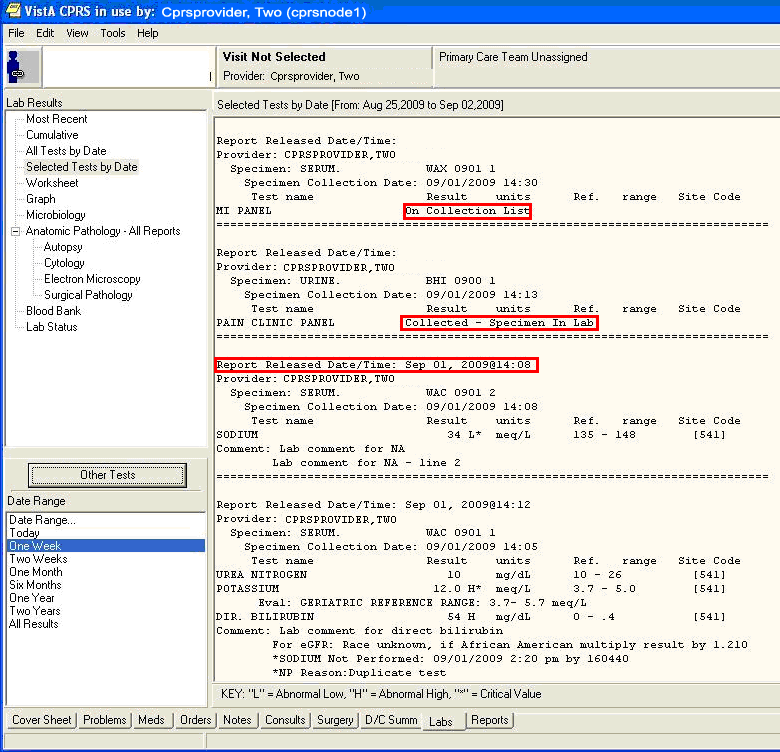 VistA CPRS in use by: Cprsprovider, Two (cprsnode1)
File Edit View Tools Help
Visit Not Selected
Provider: Cprsprovider, Two
Primary Care Team Unassigned
Lab Results
Most Recent
Cumulative
All Tests by Date
Selected Tests by Date
Worksheet
Graph
Microbiology
Anatomic Pathology - All Reports
Autopsy
Cytology
Electron Microscopy
Surgical Pathology
Blood Bank
Lab Status
Other Tests
Date Range
Date Range...
Today
One Week
Two Weeks
One Month
Six Months
One Year
Two Years
All Results
Selected Tests by Date [From: Aug 25,2009 to Sep 02,2009]
Report Released Date/Time:
Provider: CPRSPROVIDER,TWO
Specimen: SERUM. WAX 0901 1
Specimen Collection Date: 09/01/2009 14:30
Test name Result units Ref. range Site Code
MI PANEL On Collection List
===============================================================================
Report Released Date/Time:
Provider: CPRSPROVIDER,TWO
Specimen: URINE. BHI 0900 1
Specimen Collection Date: 09/01/2009 14:13
Test name Result units Ref. range Site Code
PAIN CLINIC PANEL Collected - Specimen In Lab
===============================================================================
Report Released Date/Time: Sep 01, 2009@14:08
Provider: CPRSPROVIDER,TWO
Specimen: SERUM. WAC 0901 2
Specimen Collection Date: 09/01/2009 14:08
Test name Result units Ref. range Site Code
SODIUM 34 L* meq/L 135 - 148 [541]
Comment: Lab comment for NA
Lab comment for NA - line 2
===============================================================================
Report Released Date/Time: Sep 01, 2009@14:12
Provider: CPRSPROVIDER,TWO
Specimen: SERUM. WAC 0901 1
Specimen Collection Date: 09/01/2009 14:05
Test name Result units Ref. range Site Code
UREA NITROGEN 10 mg/dL 10 - 26 [541]
POTASSIUM 12.0 H* meq/L 3.7 - 5.0 [541]
Eval: GERIATRIC REFERENCE RANGE: 3.7- 5.7 meq/L
DIR. BILIRUBIN 54 H mg/dL 0 - .4 [541]
Comment: Lab comment for direct bilirubin
For eGFR: Race unknown, if African American multiply result by 1.210
*SODIUM Not Performed: 09/01/2009 2:20 pm by 160440
*NP Reason:Duplicate test
KEY: "L" = Abnormal Low, "H" = Abnormal High, "*" = Critical Value
Cover Sheet Problems Meds Orders Notes Consults Surgery D/C Summ Labs Reports